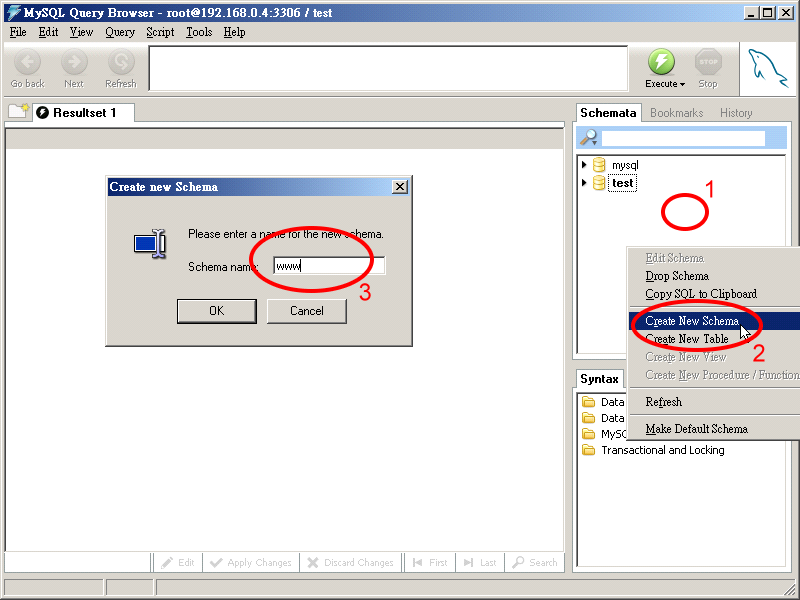 MySQL Query Browser - root@192.168.0.4:3306 / test
File Edit View Query Script Tools Help
Go back Next Refresh Execute Stop
STOP
Resultset 1
Schemata Bookmarks History
mysql
test
1
Create new Schema
Please enter a name for the new schema.
Schema name: www
3
OK Cancel
Edit Schema
Drop Schema
Copy SQL to Clipboard
Create New Schema
Create New Table
2
Create New View
Create New Procedure / Function
Refresh
Make Default Schema
Syntax
Data
Data
MySQ
Transactional and Locking
Edit Apply Changes Discard Changes First Last Search